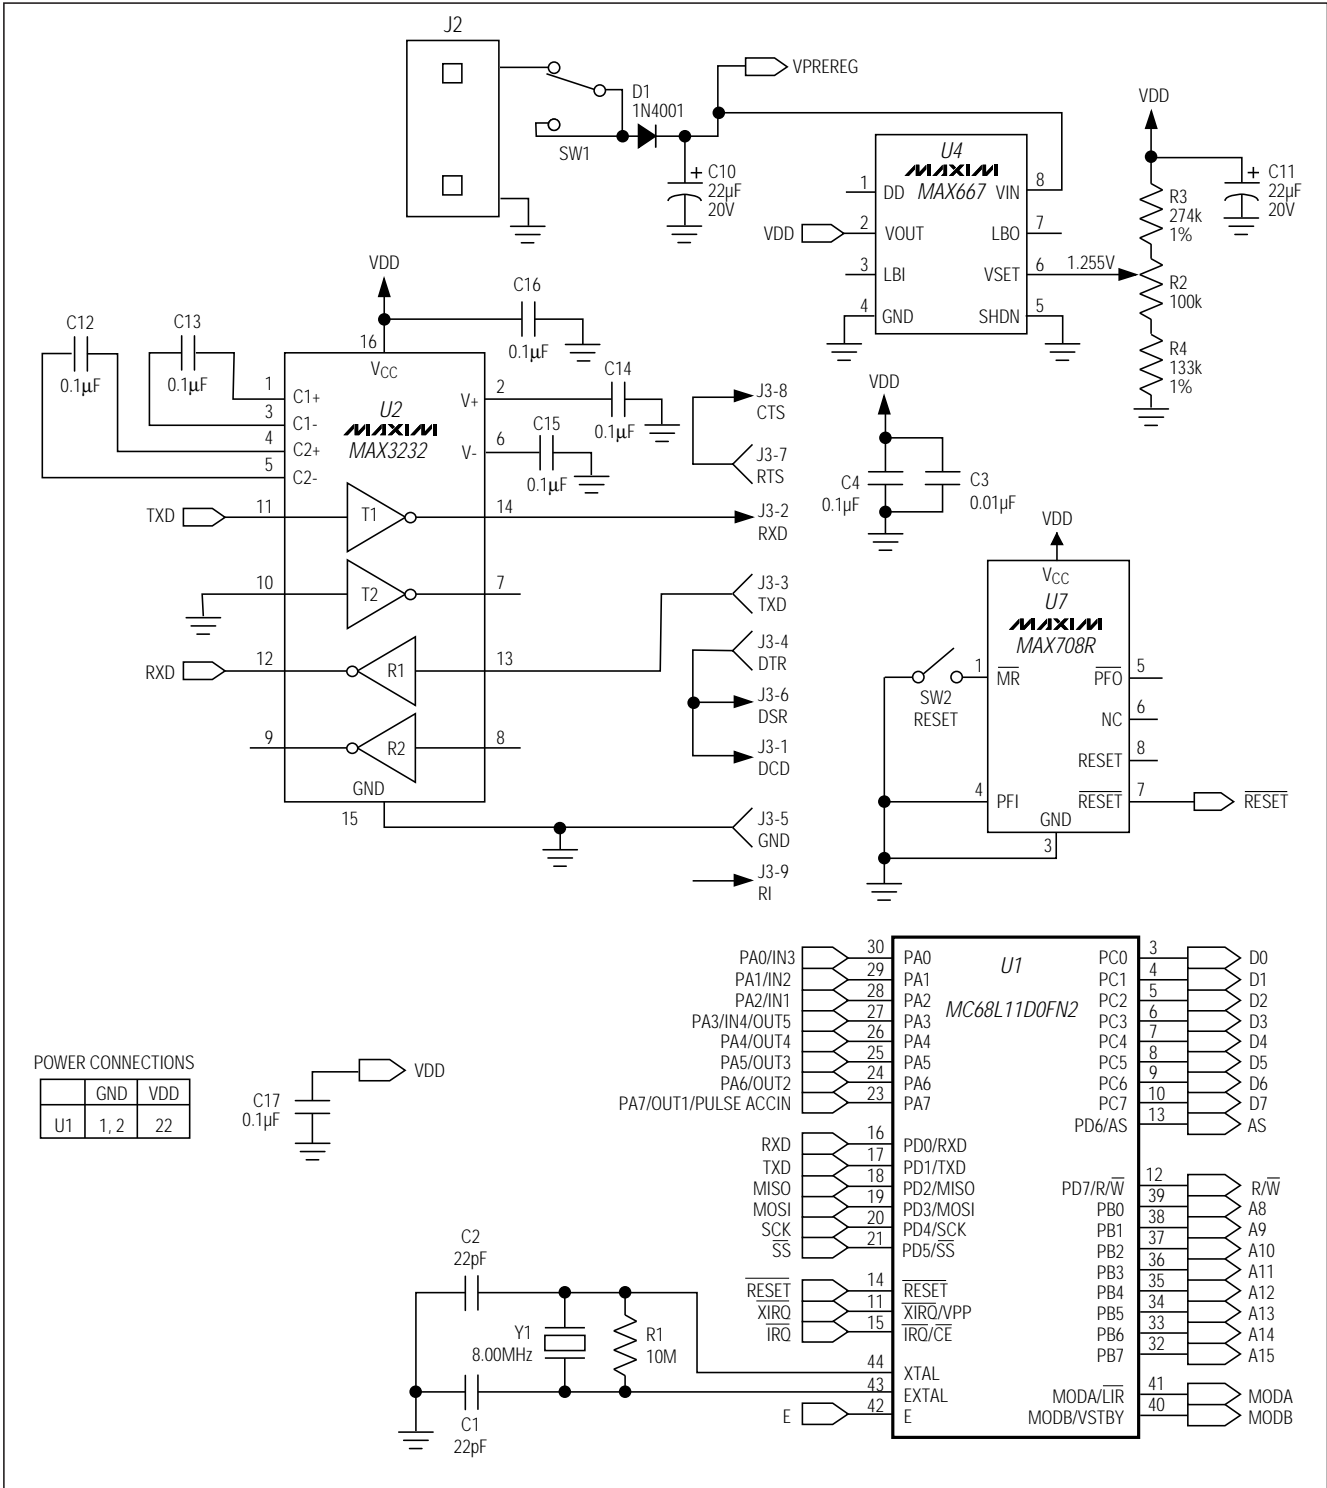 J2
VPREREG
D1
1N4001
SW1
C10
22µF
20V
VDD
U4
MAXIM
MAX667
1 DD
VIN 8
VDD 2 VOUT
LBO 7
3 LBI
VSET 6 1.255V
4 GND
SHDN 5
R3
274k
1%
C11
22µF
20V
R2
100k
R4
133k
1%
VDD
C16
0.1µF
C12
0.1µF
C13
0.1µF
16
VCC
1 C1+
3 C1-
4 C2+
5 C2-
U2
MAXIM
MAX3232
V+ 2
C14
0.1µF
V- 6
C15
0.1µF
TXD 11 T1 14
10 T2 7
RXD 12 R1 13
9 R2 8
GND
15
J3-8
CTS
J3-7
RTS
J3-2
RXD
J3-3
TXD
J3-4
DTR
J3-6
DSR
J3-1
DCD
J3-5
GND
J3-9
RI
VDD
C4
0.1µF
C3
0.01µF
VDD
VCC
U7
MAXIM
MAX708R
SW2
RESET
1 M̅R̅
P̅F̅O̅ 5
NC 6
RESET 8
4 PFI
R̅E̅S̅E̅T̅ 7 R̅E̅S̅E̅T̅
GND
3
U1
MC68L11D0FN2
PA0/IN3 30 PA0
PA1/IN2 29 PA1
PA2/IN1 28 PA2
PA3/IN4/OUT5 27 PA3
PA4/OUT4 26 PA4
PA5/OUT3 25 PA5
PA6/OUT2 24 PA6
PA7/OUT1/PULSE ACCIN 23 PA7
RXD 16 PD0/RXD
TXD 17 PD1/TXD
MISO 18 PD2/MISO
MOSI 19 PD3/MOSI
SCK 20 PD4/SCK
S̅S̅ 21 PD5/S̅S̅
R̅E̅S̅E̅T̅ 14 R̅E̅S̅E̅T̅
X̅I̅R̅Q̅ 11 X̅I̅R̅Q̅/VPP
I̅R̅Q̅ 15 I̅R̅Q̅/C̅E̅
44 XTAL
43 EXTAL
E 42 E
PC0 3 D0
PC1 4 D1
PC2 5 D2
PC3 6 D3
PC4 7 D4
PC5 8 D5
PC6 9 D6
PC7 10 D7
PD6/AS 13 AS
PD7/R/W̅ 12 R/W̅
PB0 39 A8
PB1 38 A9
PB2 37 A10
PB3 36 A11
PB4 35 A12
PB5 34 A13
PB6 33 A14
PB7 32 A15
MODA/L̅I̅R̅ 41 MODA
MODB/VSTBY 40 MODB
POWER CONNECTIONS
GND VDD
U1 1, 2 22
VDD
C17
0.1µF
C2
22pF
Y1
8.00MHz
R1
10M
C1
22pF